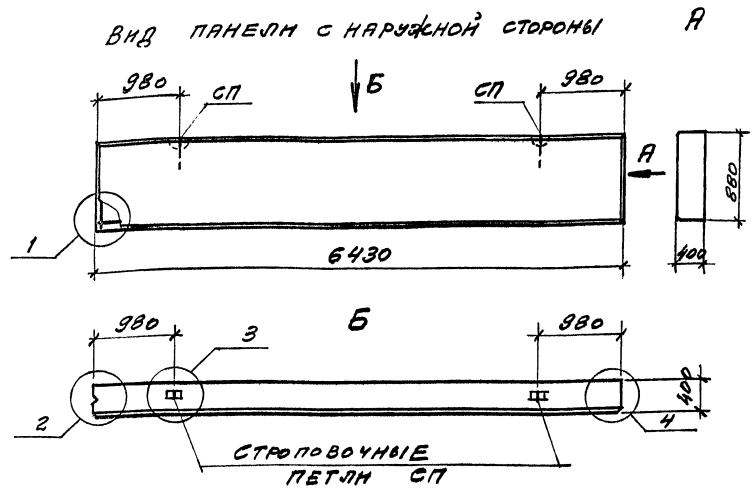 ВИД ПАНЕЛИ С НАРУЖНОЙ СТОРОНЫ
А
980
СП
Б
СП
980
А
880
1
6430
400
980
3
Б
980
2
400
4
СТРОПОВОЧНЫЕ
ПЕТЛИ СП